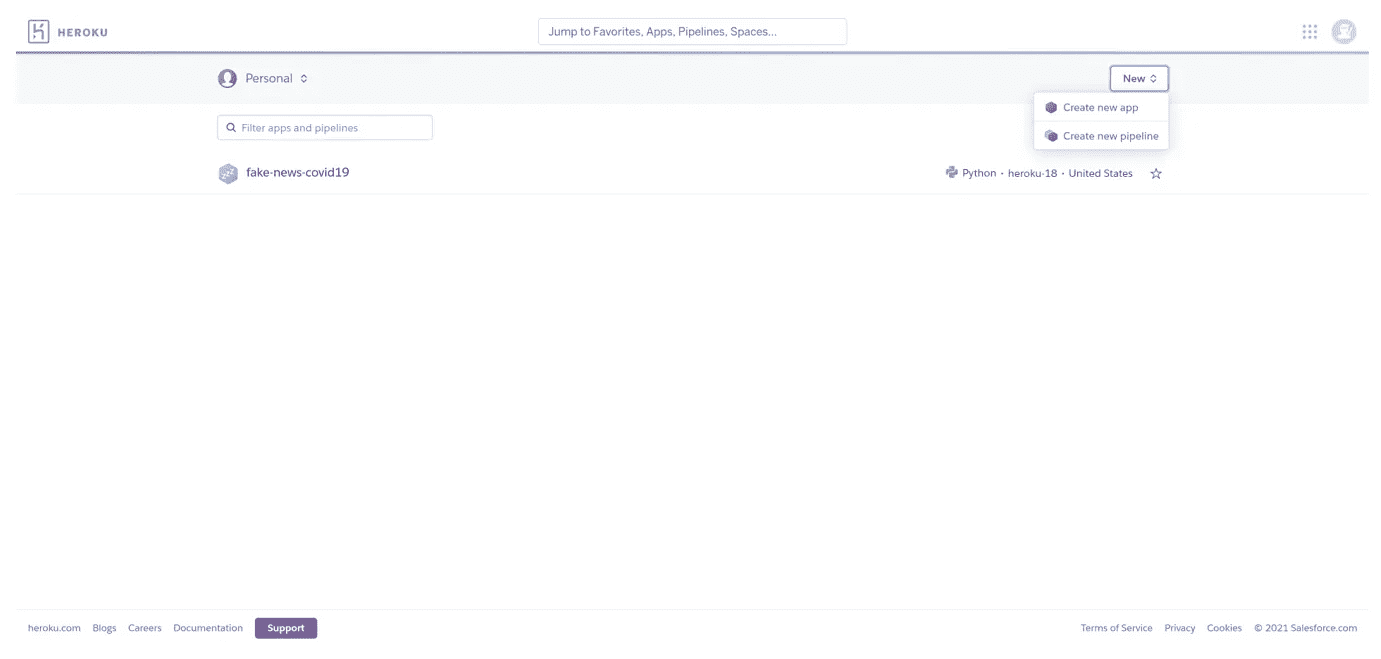 HEROKU
Jump to Favorites, Apps, Pipelines, Spaces...
Personal
New
Create new app
Create new pipeline
Filter apps and pipelines
fake-news-covid19
Python · heroku-18 · United States
heroku.com Blogs Careers Documentation Support
Terms of Service Privacy Cookies © 2021 Salesforce.com